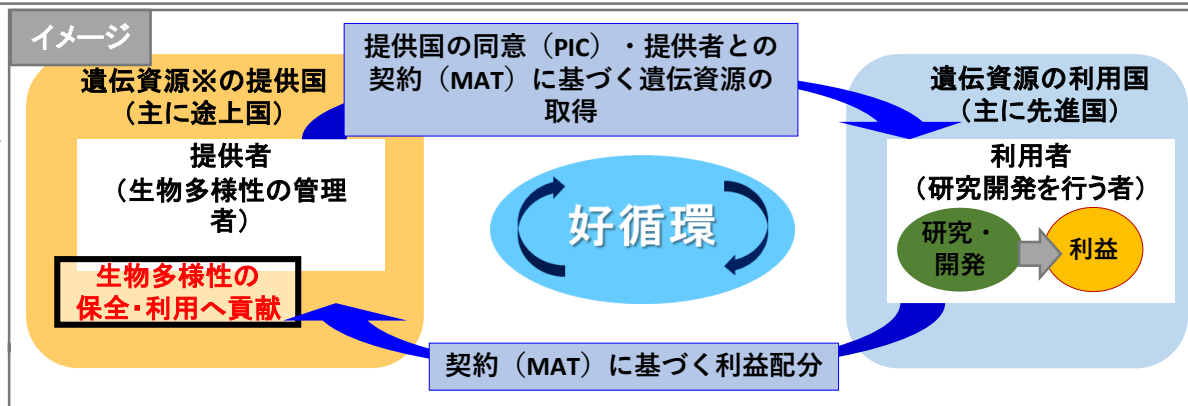 イメージ
遺伝資源※の提供国
（主に途上国）
提供者
（生物多様性の管理
者）
生物多様性の
保全・利用へ貢献
提供国の同意（PIC）・提供者との
契約（MAT）に基づく遺伝資源の
取得
好循環
契約（MAT）に基づく利益配分
遺伝資源の利用国
（主に先進国）
利用者
（研究開発を行う者）
研究・
開発
利益